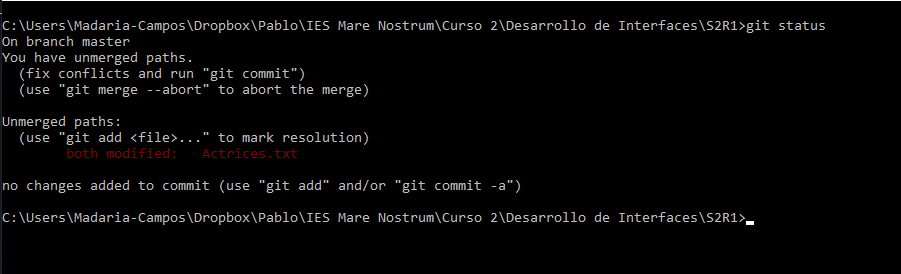 C:\Users\Madaria-Campos\Dropbox\Pablo\IES Mare Nostrum\Curso 2\Desarrollo de Interfaces\S2R1>git status
On branch master
You have unmerged paths.
  (fix conflicts and run "git commit")
  (use "git merge --abort" to abort the merge)

Unmerged paths:
  (use "git add <file>..." to mark resolution)
        both modified:   Actrices.txt

no changes added to commit (use "git add" and/or "git commit -a")

C:\Users\Madaria-Campos\Dropbox\Pablo\IES Mare Nostrum\Curso 2\Desarrollo de Interfaces\S2R1>